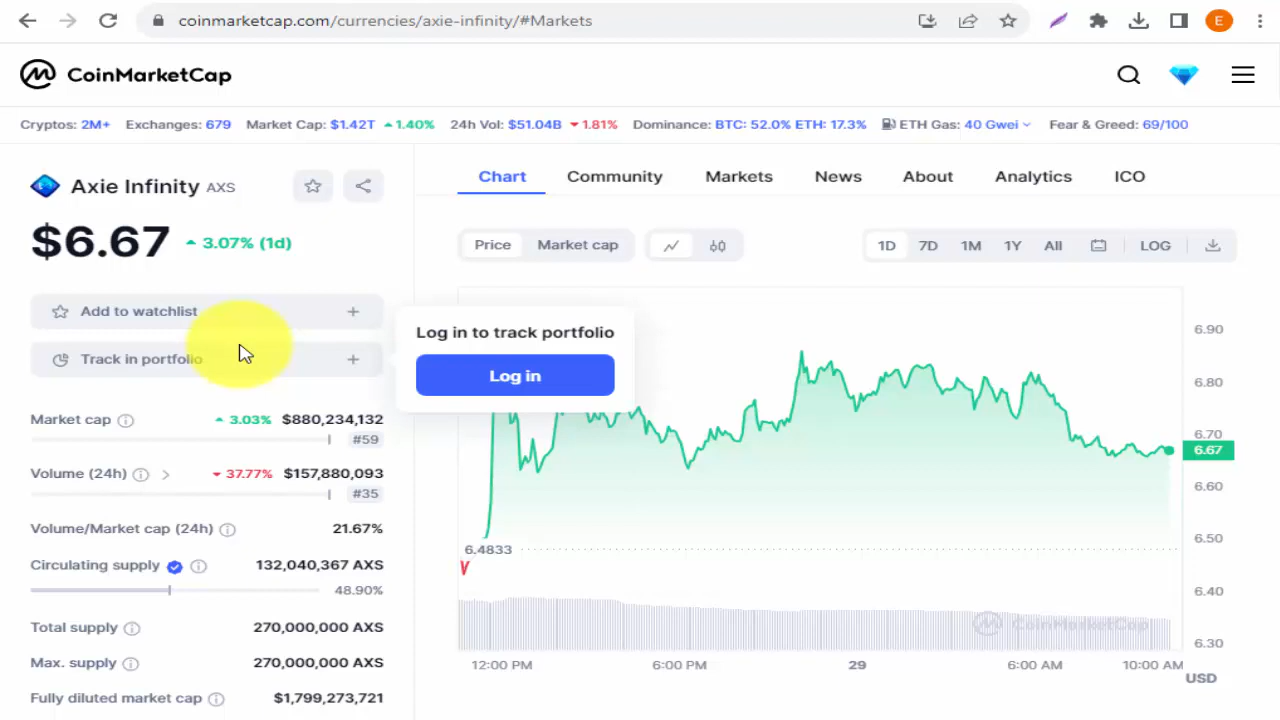 coinmarketcap.com/currencies/axie-infinity/#Markets
E
CoinMarketCap
Cryptos: 2M+ Exchanges: 679 Market Cap: $1.42T 1.40% 24h Vol: $51.04B 1.81% Dominance: BTC: 52.0% ETH: 17.3% ETH Gas: 40 Gwei Fear & Greed: 69/100
Axie Infinity AXS
$6.67 3.07% (1d)
Add to watchlist +
Track in portfolio +
Log in to track portfolio
Log in
Market cap 3.03% $880,234,132
#59
Volume (24h) 37.77% $157,880,093
#35
Volume/Market cap (24h) 21.67%
Circulating supply 132,040,367 AXS
48.90%
Total supply 270,000,000 AXS
Max. supply 270,000,000 AXS
Fully diluted market cap $1,799,273,721
Chart Community Markets News About Analytics ICO
Price Market cap 1D 7D 1M 1Y All LOG
6.90
6.80
6.70
6.67
6.60
6.50
6.40
6.30
6.4833
CoinMarketCap
12:00 PM 6:00 PM 29 6:00 AM 10:00 AM
USD